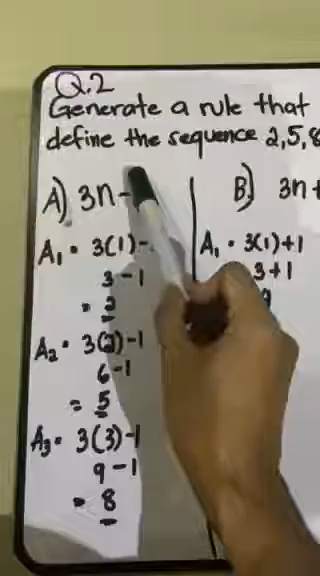 Q.2
Generate a rule that
define the sequence 2,5,8
A) 3n-
B) 3n+
A₁ = 3(1)-
3-1
= 2
A₂ = 3(2)-1
6-1
= 5
A₃ = 3(3)-1
9-1
= 8
A₁ = 3(1)+1
3+1